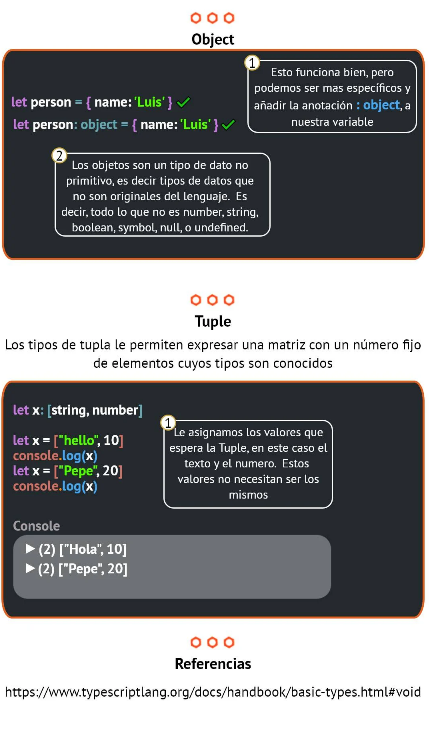 Object
let person = { name: 'Luis' }
let person: object = { name: 'Luis' }
1
Esto funciona bien, pero
podemos ser mas específicos y
añadir la anotación : object, a
nuestra variable
2
Los objetos son un tipo de dato no
primitivo, es decir tipos de datos que
no son originales del lenguaje. Es
decir, todo lo que no es number, string,
boolean, symbol, null, o undefined.
Tuple
Los tipos de tupla le permiten expresar una matriz con un número fijo
de elementos cuyos tipos son conocidos
let x: [string, number]
let x = ["hello", 10]
console.log(x)
let x = ["Pepe", 20]
console.log(x)
1
Le asignamos los valores que
espera la Tuple, en este caso el
texto y el numero. Estos
valores no necesitan ser los
mismos
Console
(2) ["Hola", 10]
(2) ["Pepe", 20]
Referencias
https://www.typescriptlang.org/docs/handbook/basic-types.html#void